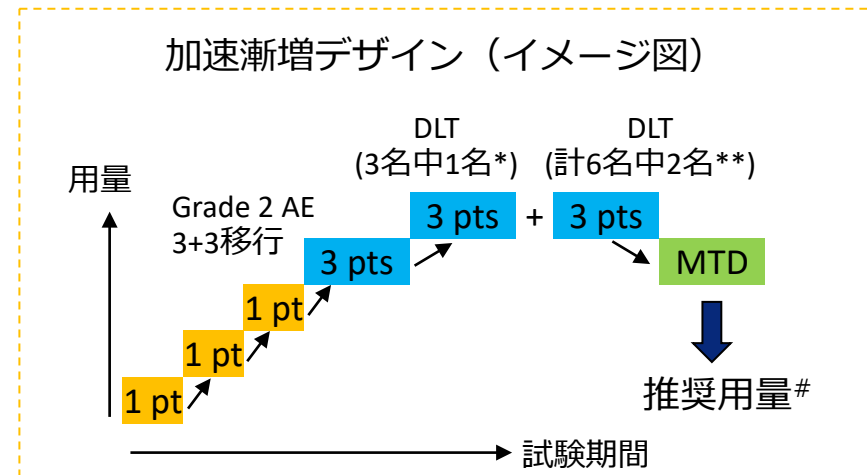 加速漸増デザイン（イメージ図）
DLT
(3名中1名*)
DLT
(計6名中2名**)
用量
Grade 2 AE
3+3移行
3 pts
+
3 pts
3 pts
MTD
1 pt
1 pt
1 pt
推奨用量#
試験期間